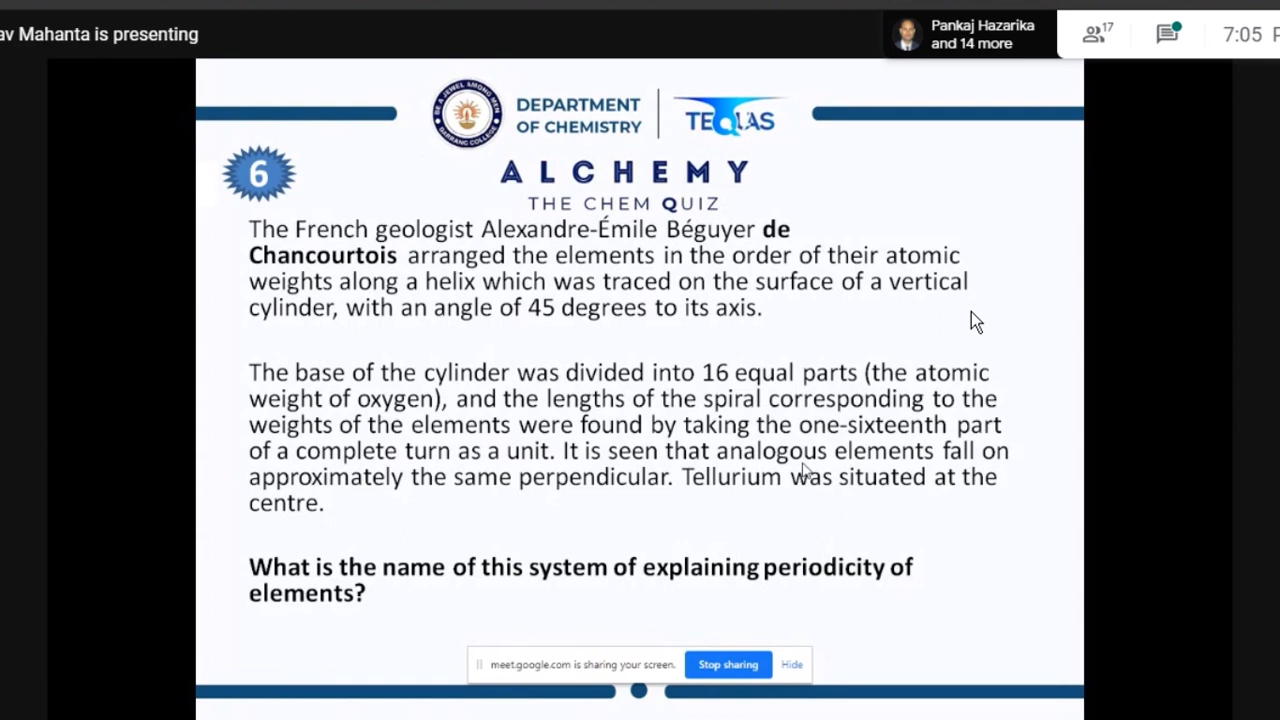 av Mahanta is presenting
Pankaj Hazarika
and 14 more
17
7:05 P
BE A JEWEL AMONG MEN
DARRANG COLLEGE
DEPARTMENT
OF CHEMISTRY
TEQUAS
6
ALCHEMY
THE CHEM QUIZ
The French geologist Alexandre-Émile Béguyer de
Chancourtois arranged the elements in the order of their atomic
weights along a helix which was traced on the surface of a vertical
cylinder, with an angle of 45 degrees to its axis.
The base of the cylinder was divided into 16 equal parts (the atomic
weight of oxygen), and the lengths of the spiral corresponding to the
weights of the elements were found by taking the one-sixteenth part
of a complete turn as a unit. It is seen that analogous elements fall on
approximately the same perpendicular. Tellurium was situated at the
centre.
What is the name of this system of explaining periodicity of
elements?
meet.google.com is sharing your screen. Stop sharing Hide